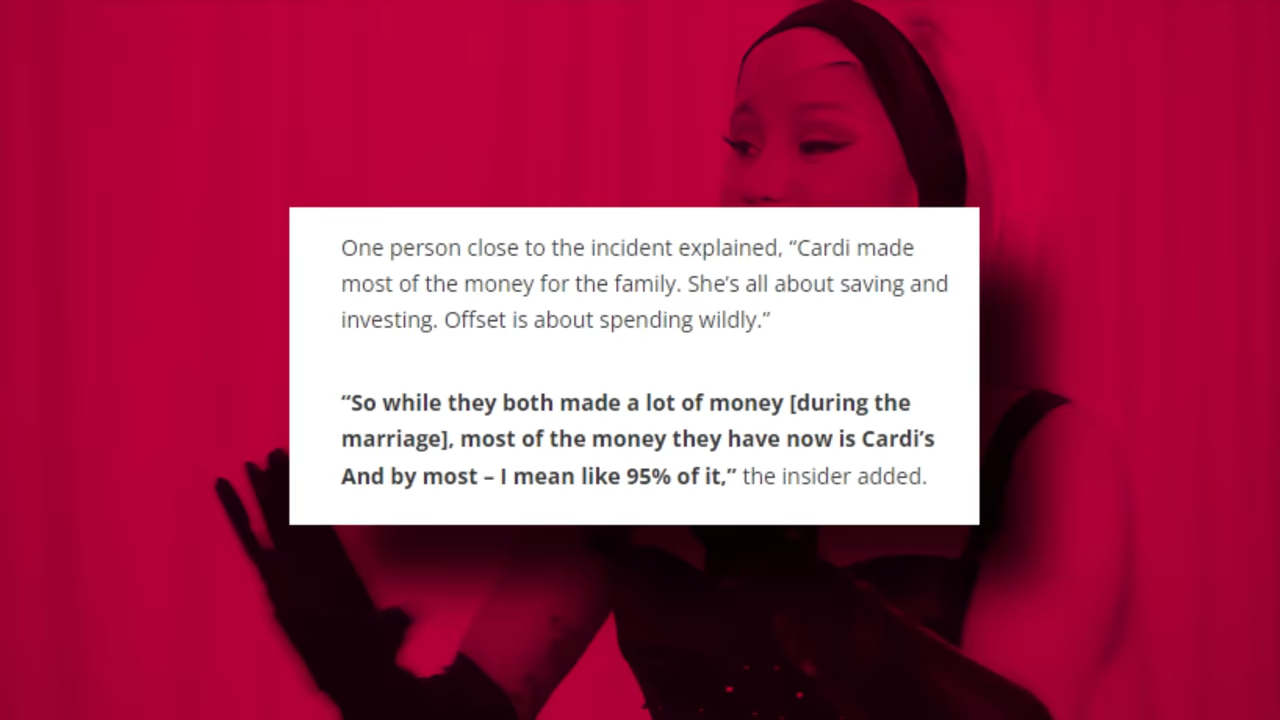 One person close to the incident explained, “Cardi made
most of the money for the family. She’s all about saving and
investing. Offset is about spending wildly.”
“So while they both made a lot of money [during the
marriage], most of the money they have now is Cardi’s
And by most – I mean like 95% of it,” the insider added.